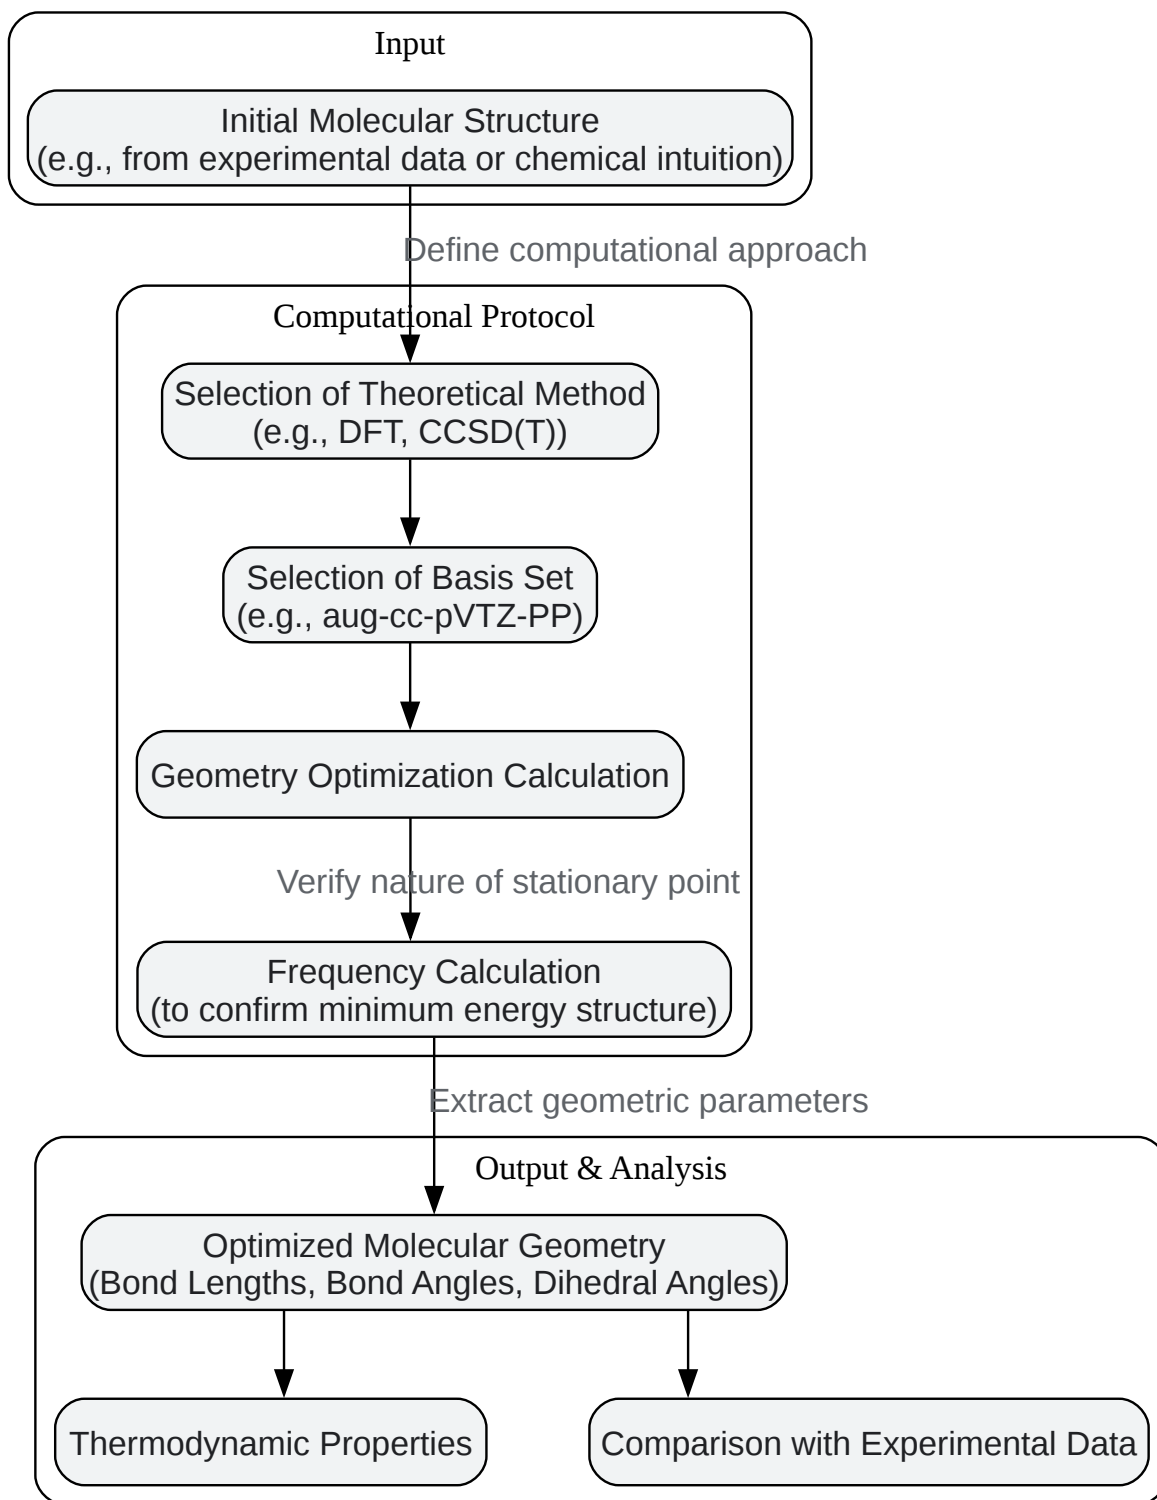 Input
Initial Molecular Structure
(e.g., from experimental data or chemical intuition)
Define computational approach
Computational Protocol
Selection of Theoretical Method
(e.g., DFT, CCSD(T))
Selection of Basis Set
(e.g., aug-cc-pVTZ-PP)
Geometry Optimization Calculation
Verify nature of stationary point
Frequency Calculation
(to confirm minimum energy structure)
Extract geometric parameters
Output & Analysis
Optimized Molecular Geometry
(Bond Lengths, Bond Angles, Dihedral Angles)
Thermodynamic Properties
Comparison with Experimental Data